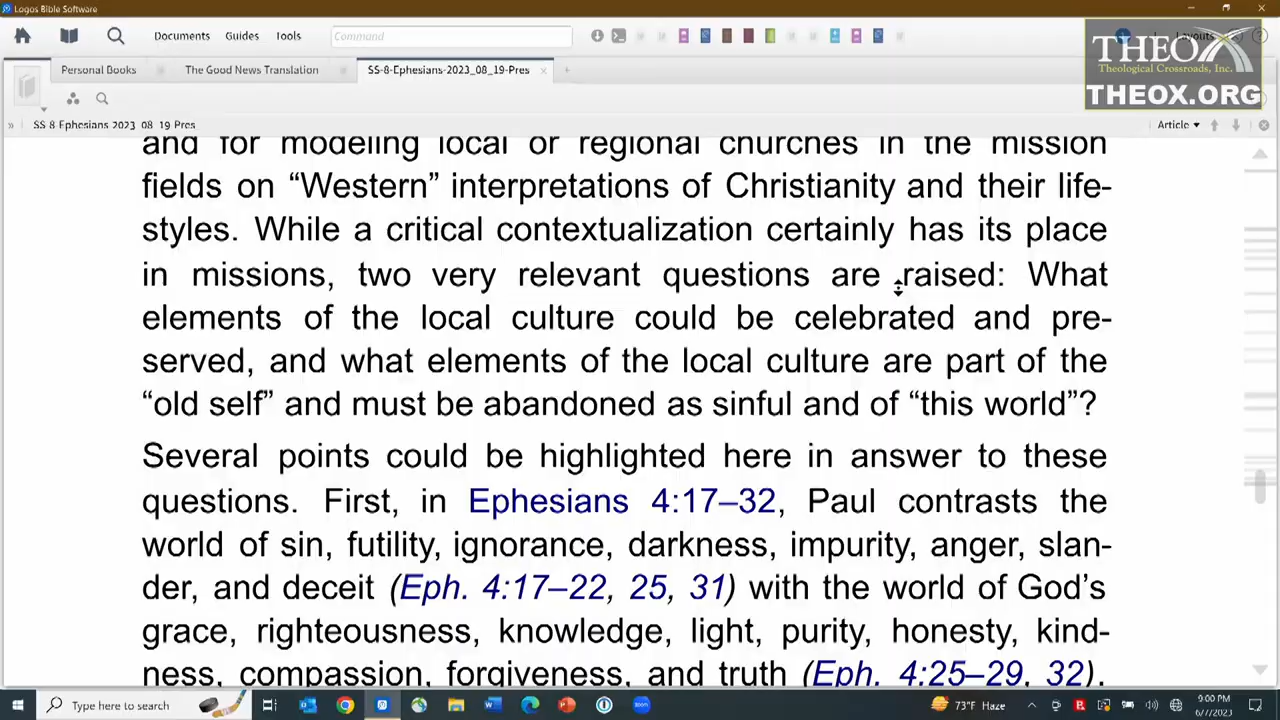 Logos Bible Software
Documents Guides Tools Command Layouts
THEOX
Theological Crossroads, Inc.
THEOX.ORG
Personal Books The Good News Translation SS-8-Ephesians-2023_08_19-Pres
SS-8-Ephesians-2023_08_19-Pres Article
and for modeling local or regional churches in the mission
fields on “Western” interpretations of Christianity and their life-
styles. While a critical contextualization certainly has its place
in missions, two very relevant questions are raised: What
elements of the local culture could be celebrated and pre-
served, and what elements of the local culture are part of the
“old self” and must be abandoned as sinful and of “this world”?
Several points could be highlighted here in answer to these
questions. First, in Ephesians 4:17–32, Paul contrasts the
world of sin, futility, ignorance, darkness, impurity, anger, slan-
der, and deceit (Eph. 4:17–22, 25, 31) with the world of God’s
grace, righteousness, knowledge, light, purity, honesty, kind-
ness, compassion, forgiveness, and truth (Eph. 4:25–29, 32).
Type here to search 73°F Haze 9:00 PM
6/7/2023